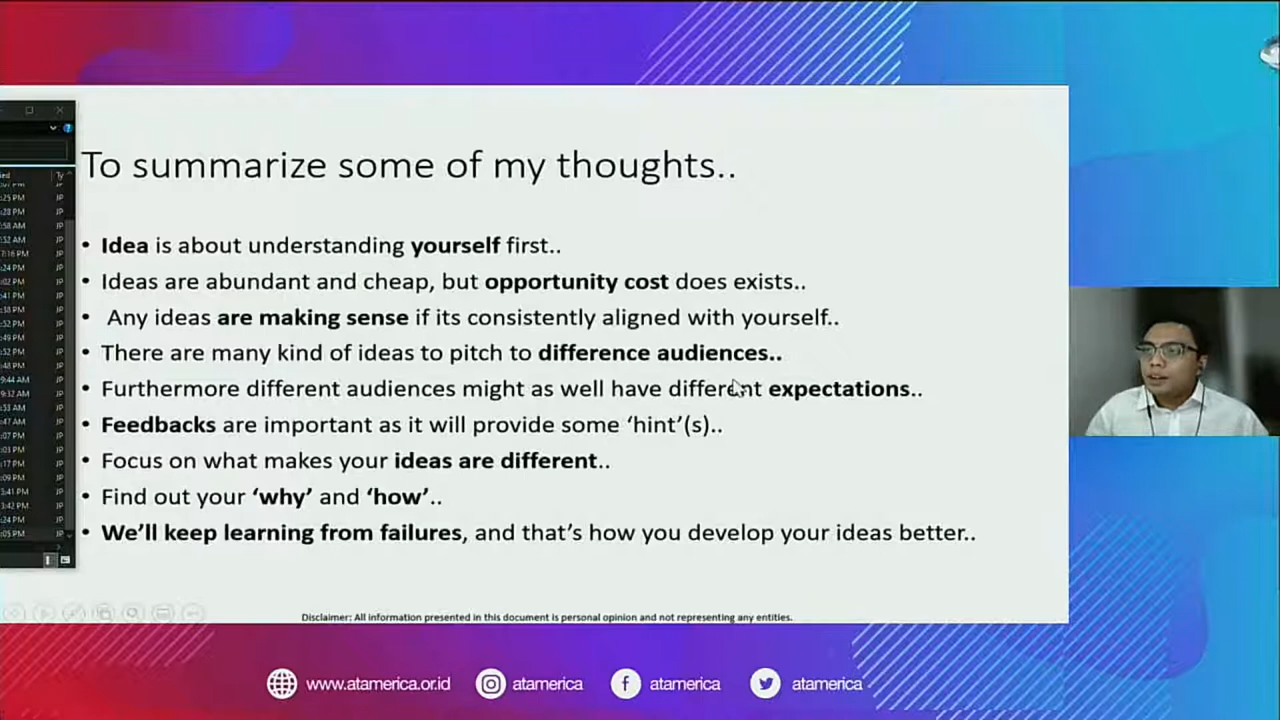 To summarize some of my thoughts..
• Idea is about understanding yourself first..
• Ideas are abundant and cheap, but opportunity cost does exists..
• Any ideas are making sense if its consistently aligned with yourself..
• There are many kind of ideas to pitch to difference audiences..
• Furthermore different audiences might as well have different expectations..
• Feedbacks are important as it will provide some ‘hint’(s)..
• Focus on what makes your ideas are different..
• Find out your ‘why’ and ‘how’..
• We’ll keep learning from failures, and that’s how you develop your ideas better..
Disclaimer: All information presented in this document is personal opinion and not representing any entities.
www.atamerica.or.id atamerica atamerica atamerica